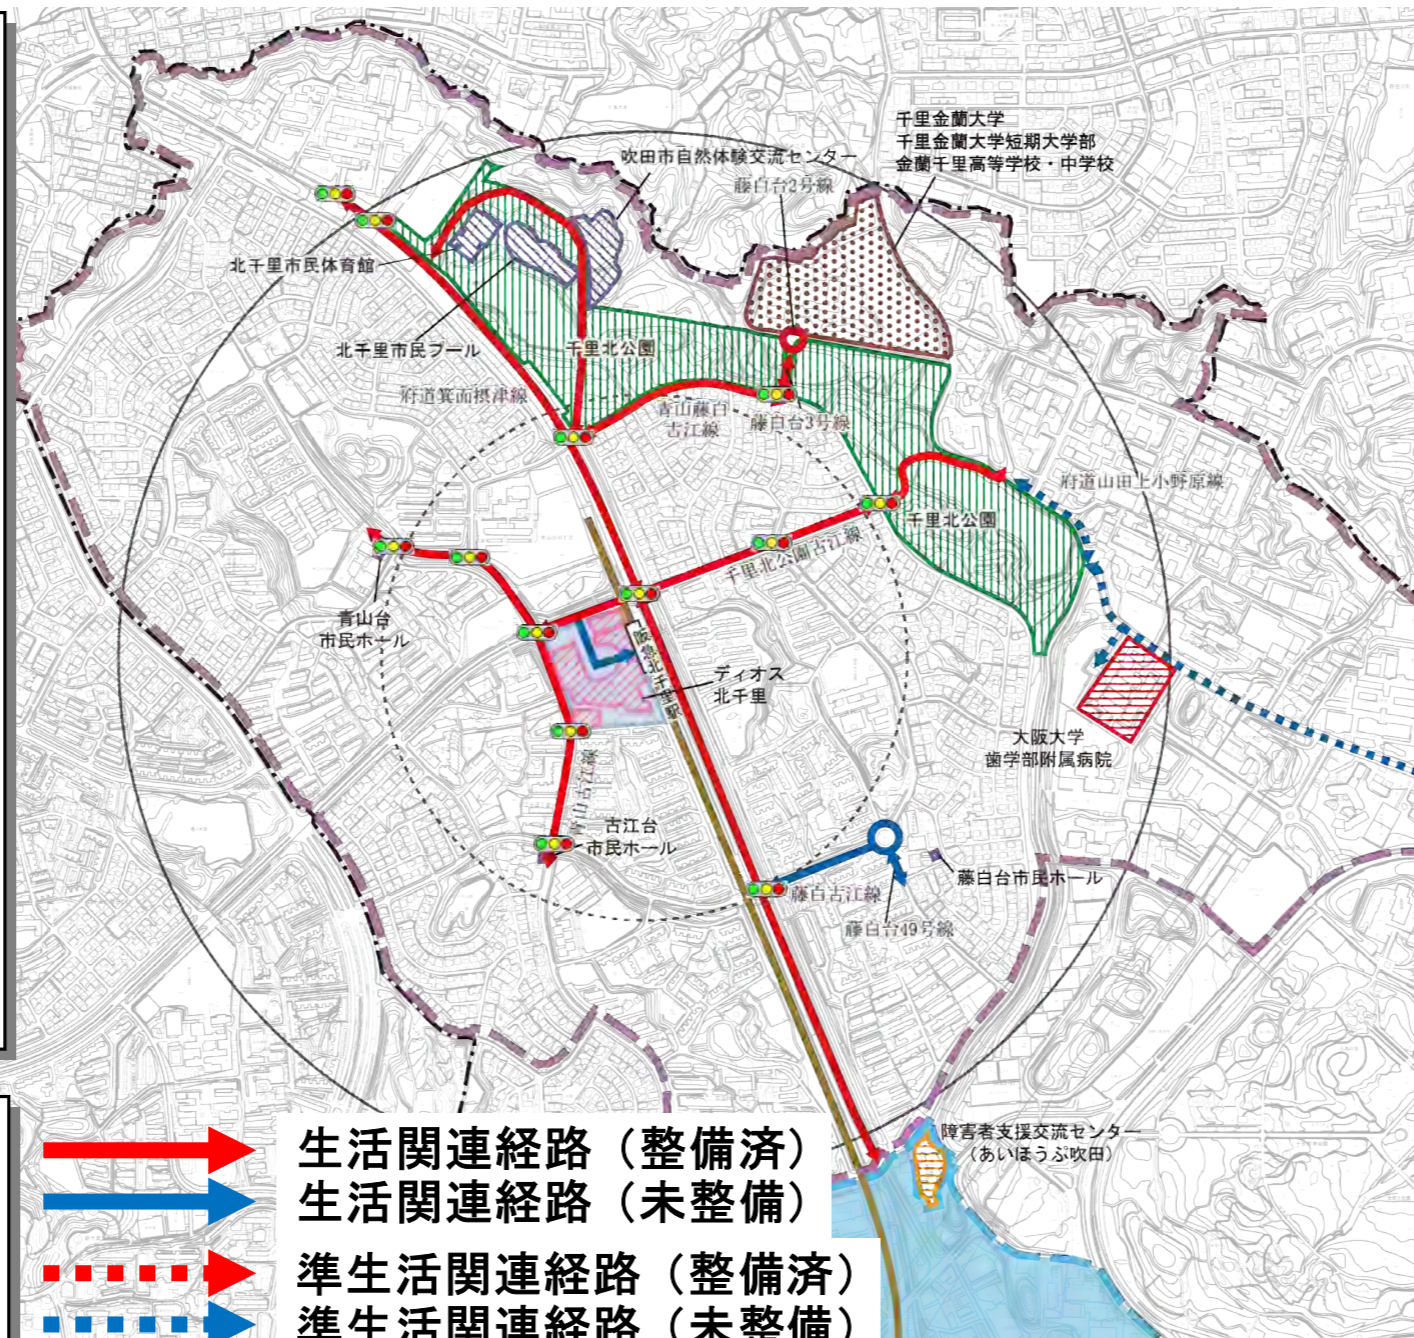 千里金蘭大学
千里金蘭大学短期大学部
金蘭千里高等学校・中学校
吹田市自然体験交流センター
藤白台2号線
北千里市民体育館
北千里市民プール
千里北公園
府道箕面摂津線
青山藤白
古江線
藤白台3号線
府道山田上小野原線
千里北公園
千里北公園古江線
青山台
市民ホール
阪急北千里駅
ディオス
北千里
大阪大学
歯学部附属病院
青山古江線
古江台
市民ホール
藤白古江線
藤白台市民ホール
藤白台49号線
障害者支援交流センター
(あいほうぷ吹田)
生活関連経路（整備済）
生活関連経路（未整備）
準生活関連経路（整備済）
準生活関連経路（未整備）